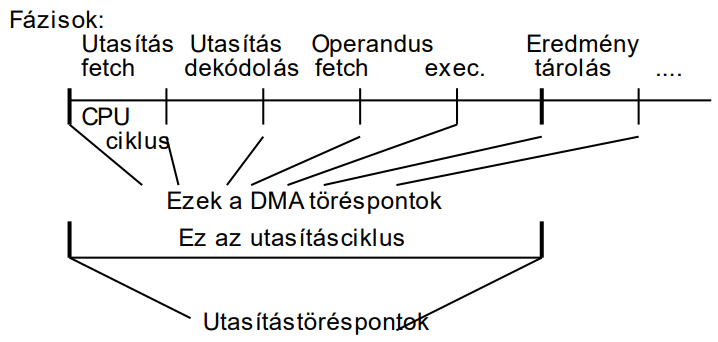 Fázisok:
Utasítás Utasítás Operandus Eredmény
fetch dekódolás fetch exec. tárolás ....
CPU
ciklus
Ezek a DMA töréspontok
Ez az utasításciklus
Utasítástöréspontok